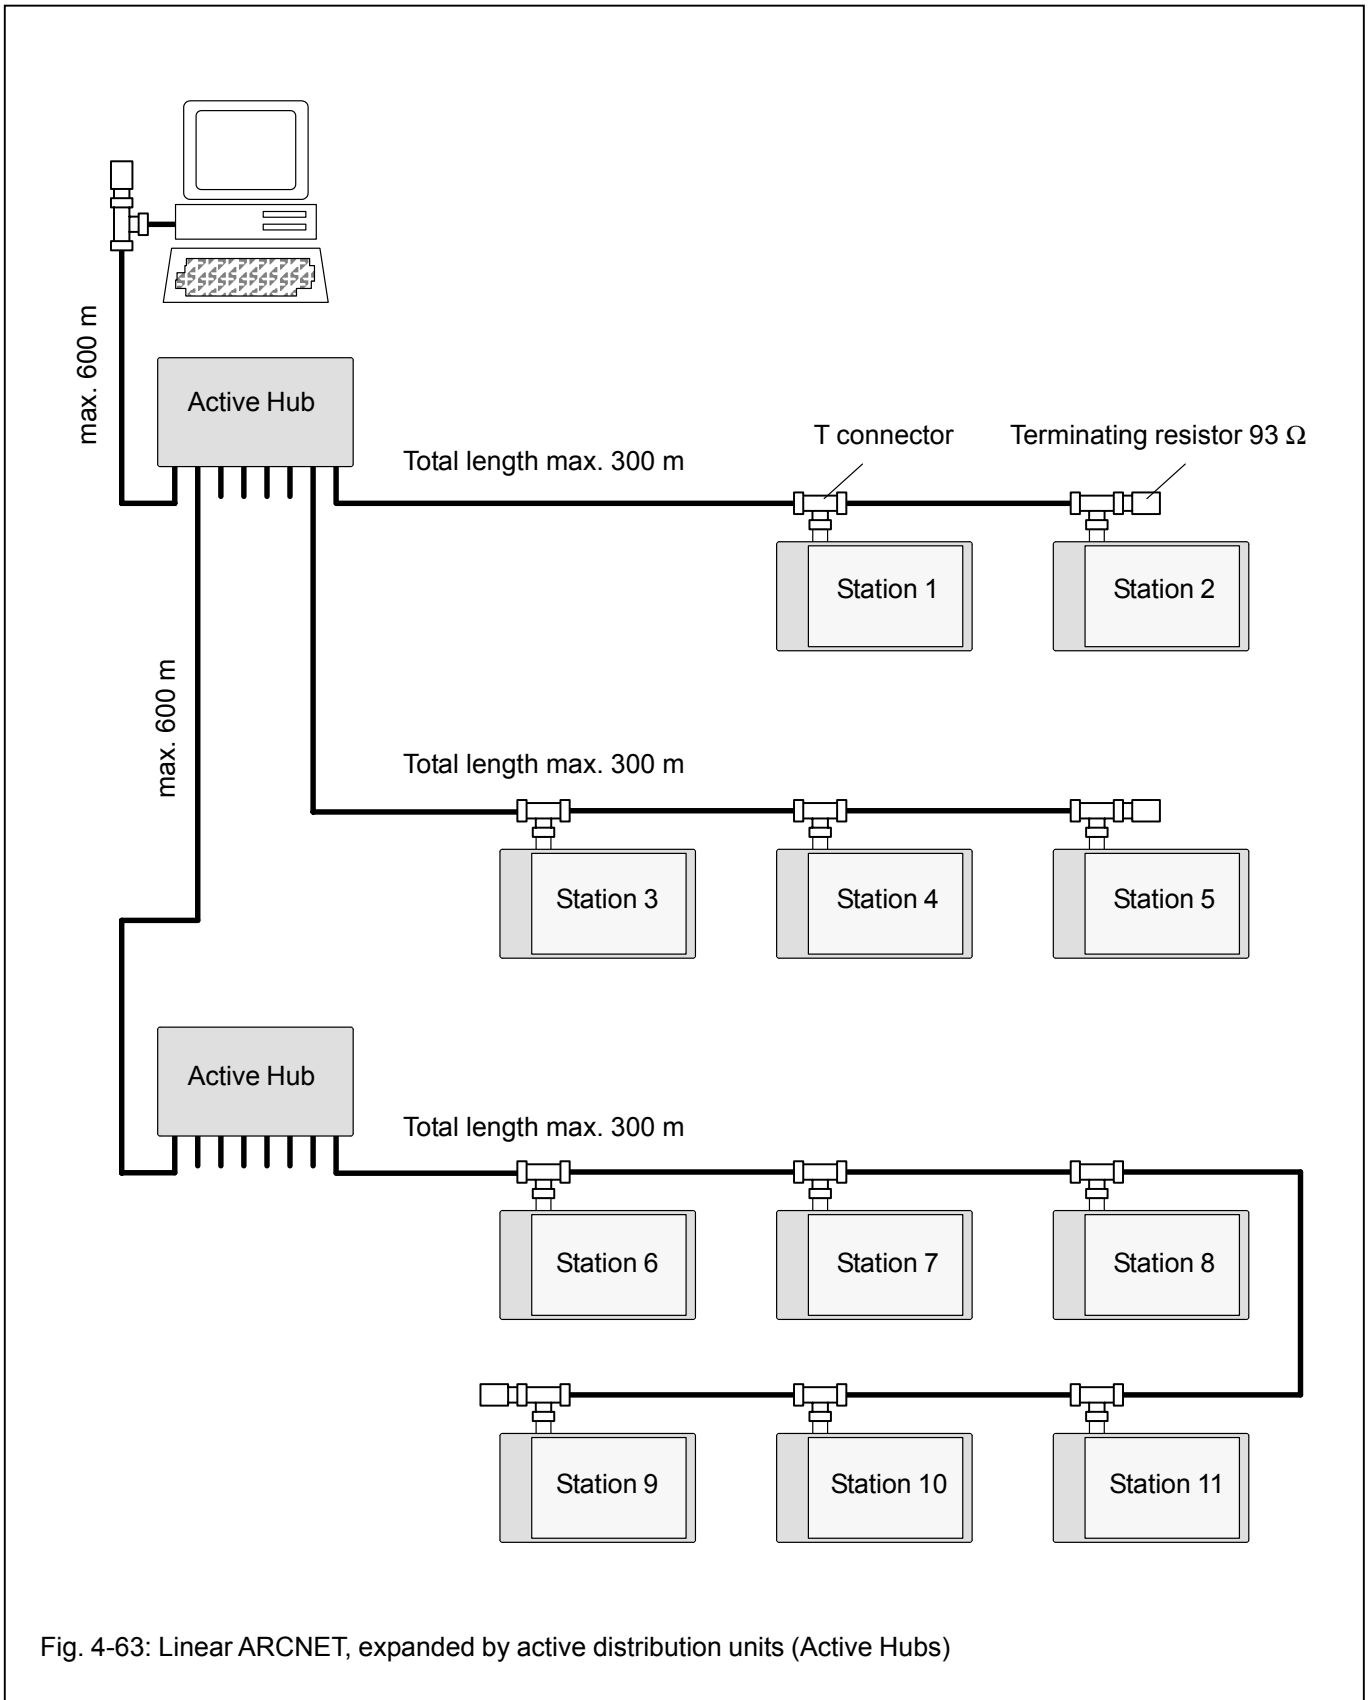 max. 600 m
Active Hub
T connector
Terminating resistor 93 Ω
Total length max. 300 m
Station 1
Station 2
max. 600 m
Total length max. 300 m
Station 3
Station 4
Station 5
Active Hub
Total length max. 300 m
Station 6
Station 7
Station 8
Station 9
Station 10
Station 11
Fig. 4-63: Linear ARCNET, expanded by active distribution units (Active Hubs)